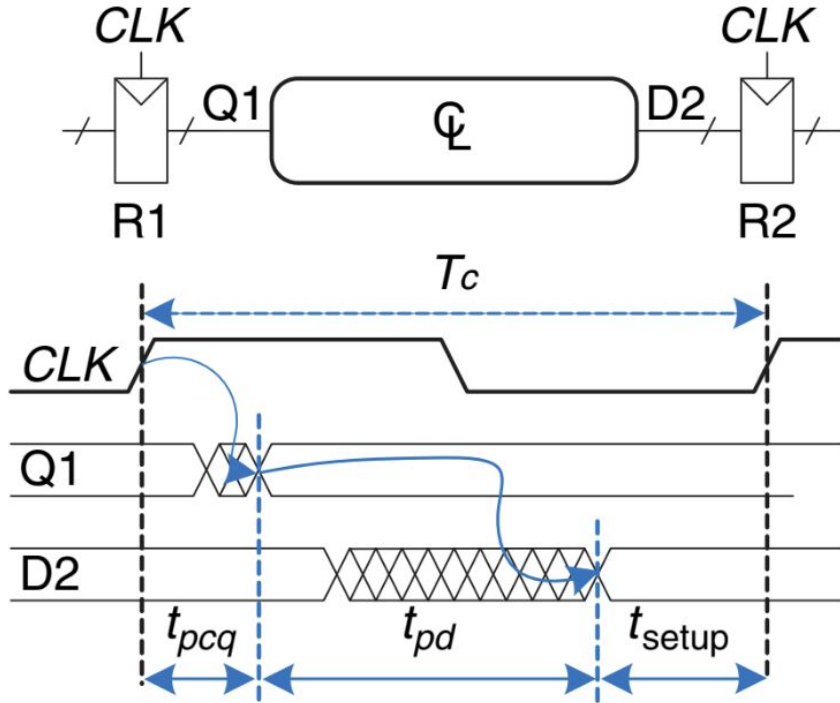 CLK CLK
Q1 CL D2
R1 R2
Tc
CLK
Q1
D2
tpcq tpd tsetup